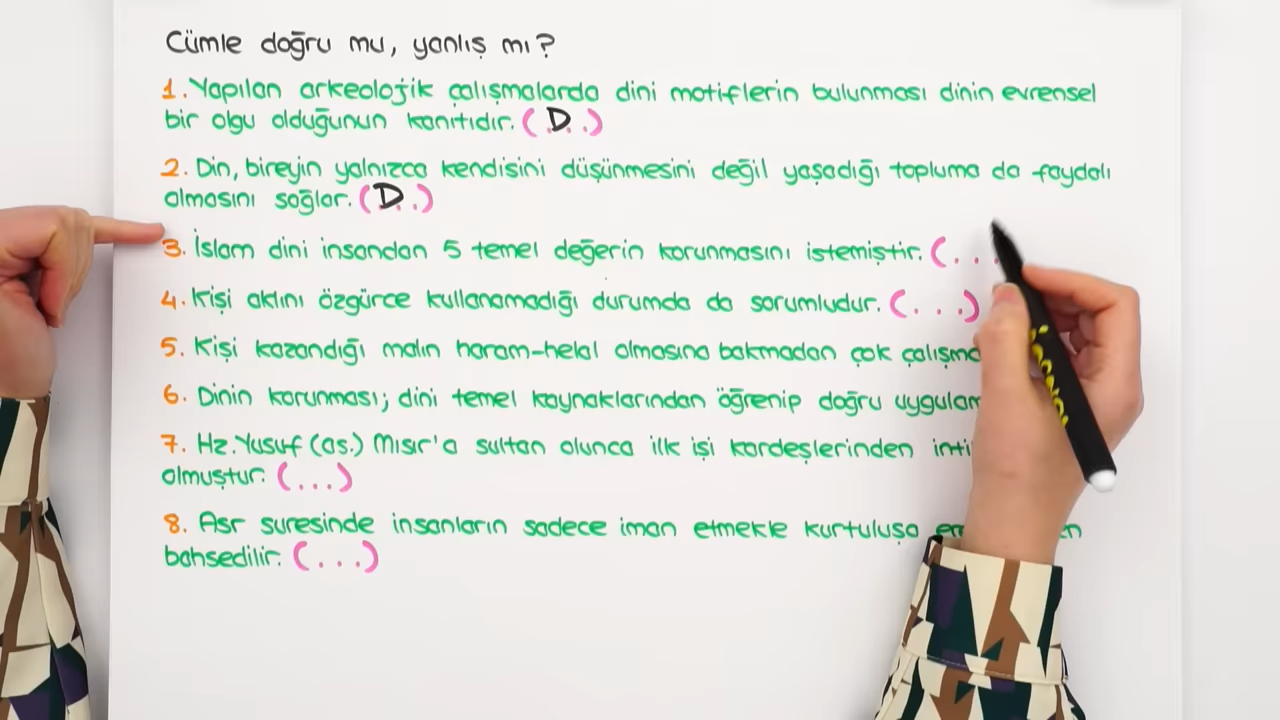 Cümle doğru mu, yanlış mı?
1. Yapılan arkeolojik çalışmalarda dini motiflerin bulunması dinin evrensel
bir olgu olduğunun kanıtıdır. (.D.)
2. Din, bireyin yalnızca kendisini düşünmesini değil yaşadığı topluma da faydalı
olmasını sağlar. (.D.)
3. İslam dini insandan 5 temel değerin korunmasını istemiştir. (...
4. Kişi aklını özgürce kullanamadığı durumda da sorumludur. (...)
5. Kişi kazandığı malın haram-helal olmasına bakmadan çok
6. Dinin korunması; dini temel kaynaklarından öğrenip doğru
7. Hz. Yusuf (as.) Mısır'a sultan olunca ilk işi kardeşlerinden
olmuştur. (...)
8. Asr suresinde insanların sadece iman etmekle kurtuluşa
bahsedilir. (...)